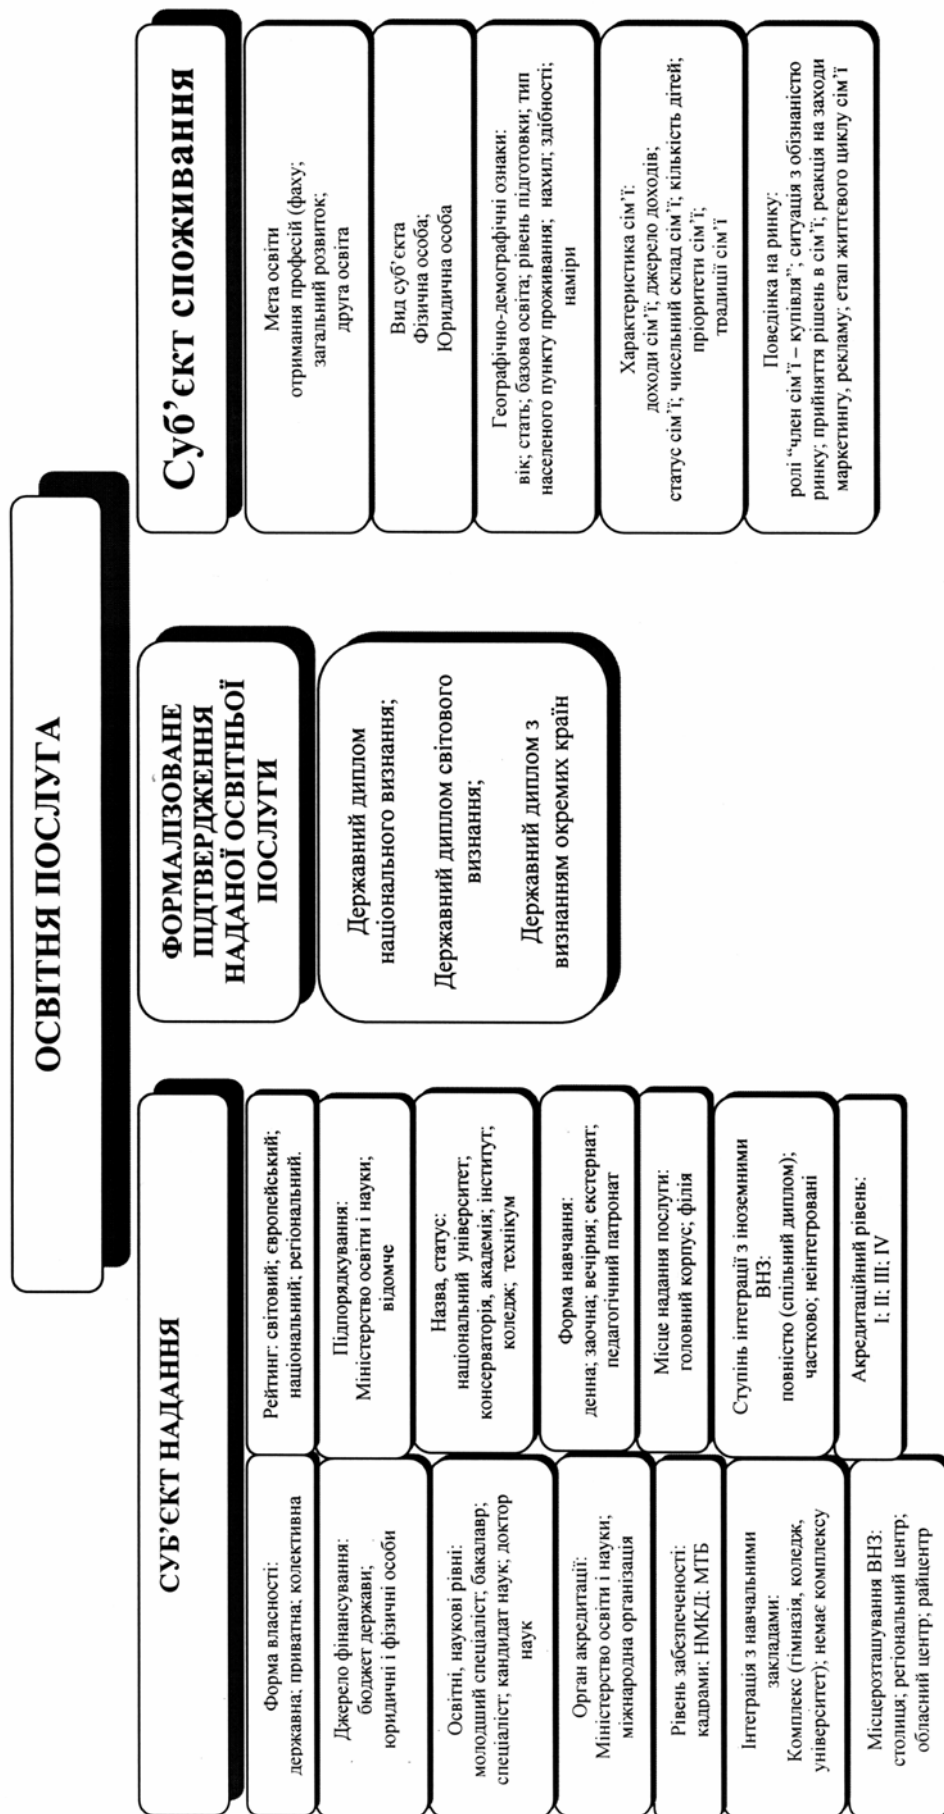 ОСВІТНЯ ПОСЛУГА
СУБ’ЄКТ НАДАННЯ
Форма власності:
державна; приватна; колективна
Джерело фінансування:
бюджет держави;
юридичні і фізичні особи
Освітні, наукові рівні:
молодший спеціаліст; бакалавр;
спеціаліст; кандидат наук; доктор
наук
Орган акредитації:
Міністерство освіти і науки;
міжнародна організація
Рівень забезпеченості:
кадрами: НМКД: МТБ
Інтеграція з навчальними
закладами:
Комплекс (гімназія, коледж,
університет); немає комплексу
Місцерозташування ВНЗ:
столиця; регіональний центр;
обласний центр; райцентр
Рейтинг: світовий; європейський;
національний; регіональний.
Підпорядкування:
Міністерство освіти і науки;
відомче
Назва, статус:
національний університет;
консерваторія, академія; інститут;
коледж; технікум
Форма навчання:
денна; заочна; вечірня; екстернат;
педагогічний патронат
Місце надання послуги:
головний корпус; філія
Ступінь інтеграції з іноземними
ВНЗ:
повністю (спільний диплом);
частково; неінтегровані
Акредитаційний рівень:
І; ІІ; ІІІ; IV
ФОРМАЛІЗОВАНЕ
ПІДТВЕРДЖЕННЯ
НАДАНОЇ ОСВІТНЬОЇ
ПОСЛУГИ
Державний диплом
національного визнання;
Державний диплом світового
визнання;
Державний диплом з
визнанням окремих країн
Суб’єкт споживання
Мета освіти
отримання професій (фаху;
загальний розвиток;
друга освіта
Вид суб’єкта
Фізична особа;
Юридична особа
Географічно-демографічні ознаки:
вік; стать; базова освіта; рівень підготовки; тип
населеного пункту проживання; нахил; здібності;
наміри
Характеристика сім’ї:
доходи сім’ї; джерело доходів;
статус сім’ї; чисельний склад сім’ї; кількість дітей;
пріоритети сім’ї;
традиції сім’ї
Поведінка на ринку:
ролі “член сім’ї – купівля”; ситуація з обізнаністю
ринку; прийняття рішень в сім’ї; реакція на заходи
маркетингу, рекламу; етап життєвого циклу сім’ї